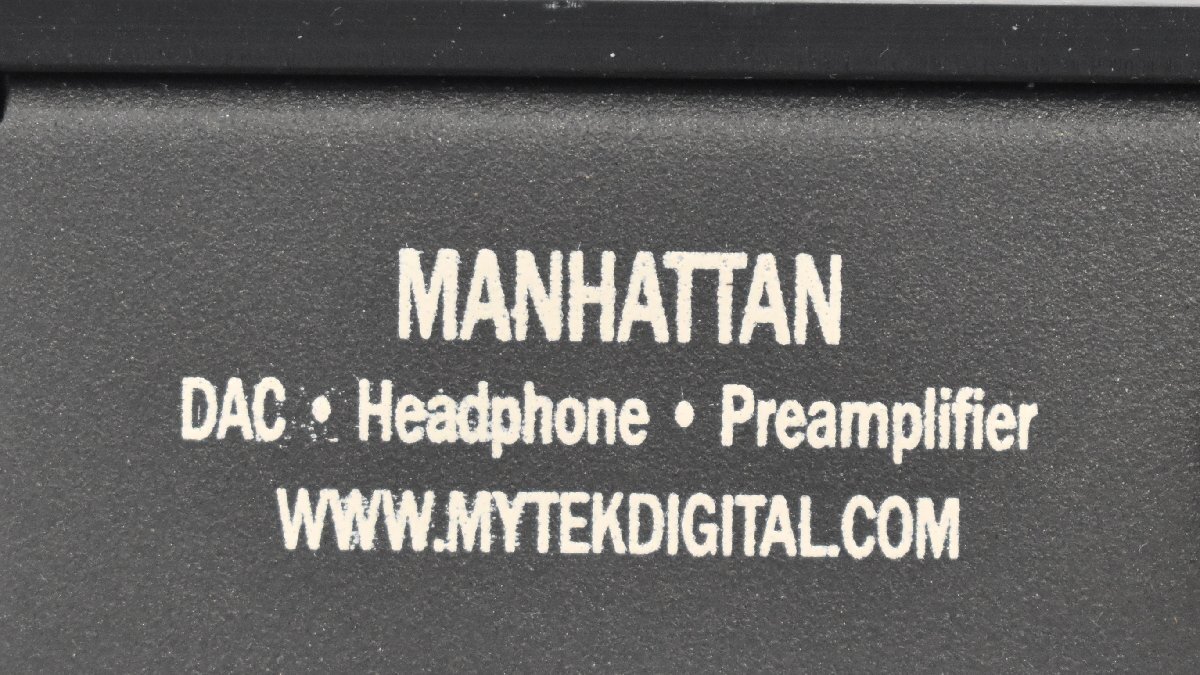 MANHATTAN
DAC • Headphone • Preamplifier
WWW.MYTEKDIGITAL.COM